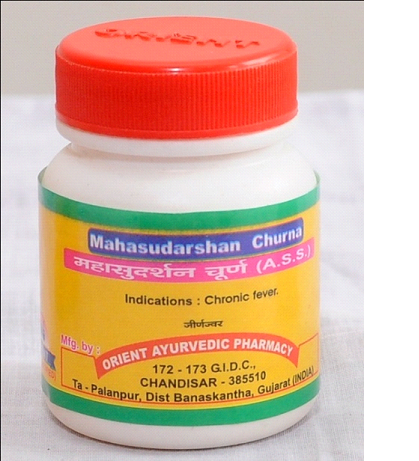 Mahasudarshan Churna
महासुदर्शन चूर्ण (A.S.S.)
Indications : Chronic fever.
जीर्णज्वर
Mfg. by :
ORIENT AYURVEDIC PHARMACY
172 - 173 G.I.D.C.,
CHANDISAR - 385510
Ta - Palanpur, Dist Banaskantha, Gujarat (INDIA)